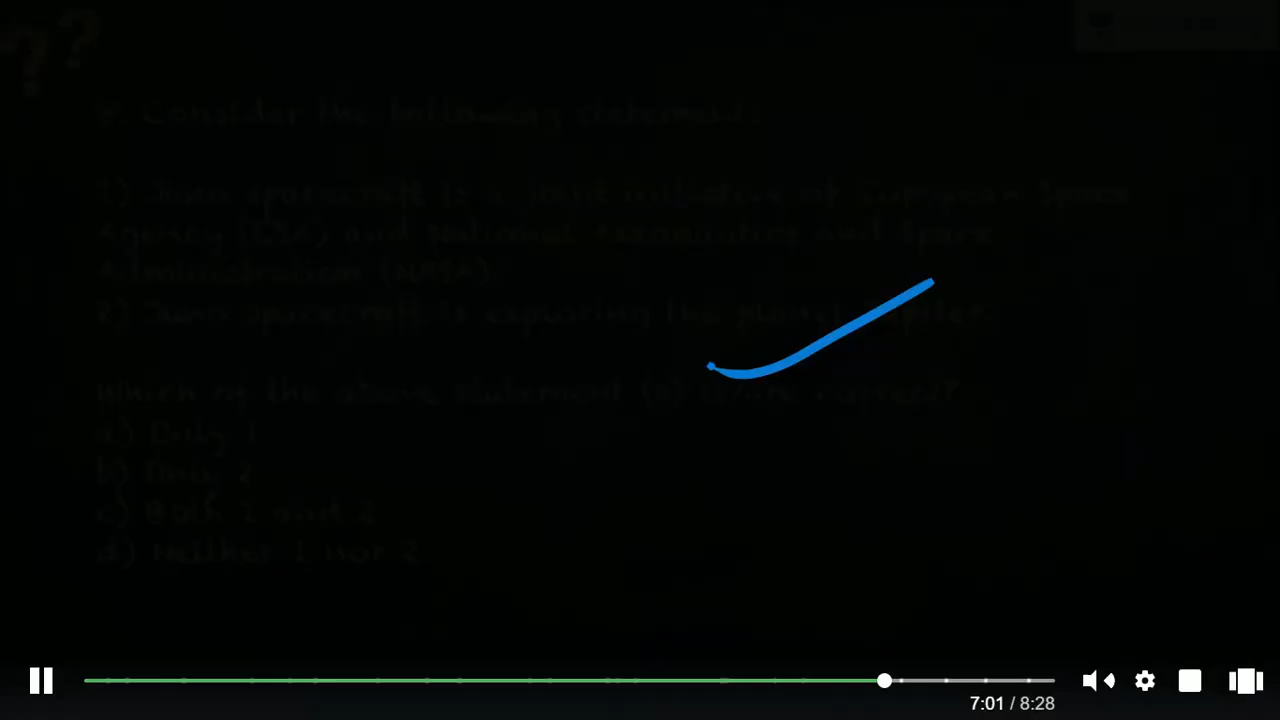 Q. Consider the following statements:
1) Juno spacecraft is a joint initiative of European Space
Agency (ESA) and National Aeronautics and Space
Administration (NASA).
2) Juno spacecraft is exploring the planet Jupiter.
Which of the above statement (s) is/are correct?
a) Only 1
b) Only 2
c) Both 1 and 2
d) Neither 1 nor 2
7:01 / 8:28